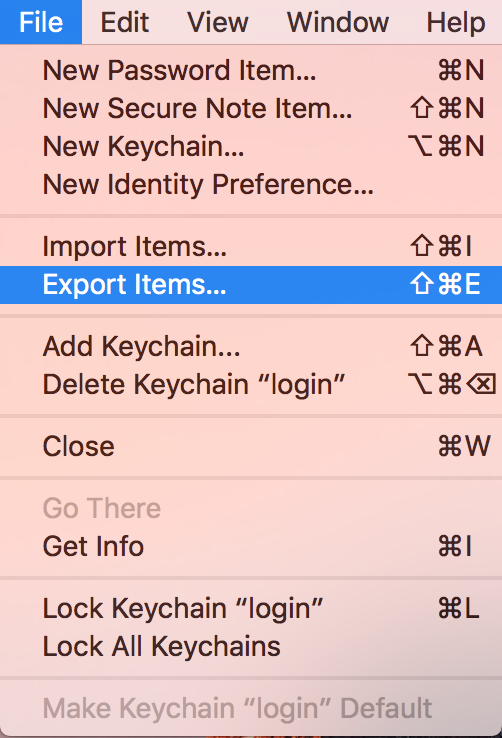 File Edit View Window Help
New Password Item... ⌘N
New Secure Note Item... ⇧⌘N
New Keychain... ⌥⌘N
New Identity Preference...
Import Items... ⇧⌘I
Export Items... ⇧⌘E
Add Keychain... ⇧⌘A
Delete Keychain “login” ⌥⌘⌫
Close ⌘W
Go There
Get Info ⌘I
Lock Keychain “login” ⌘L
Lock All Keychains
Make Keychain “login” Default